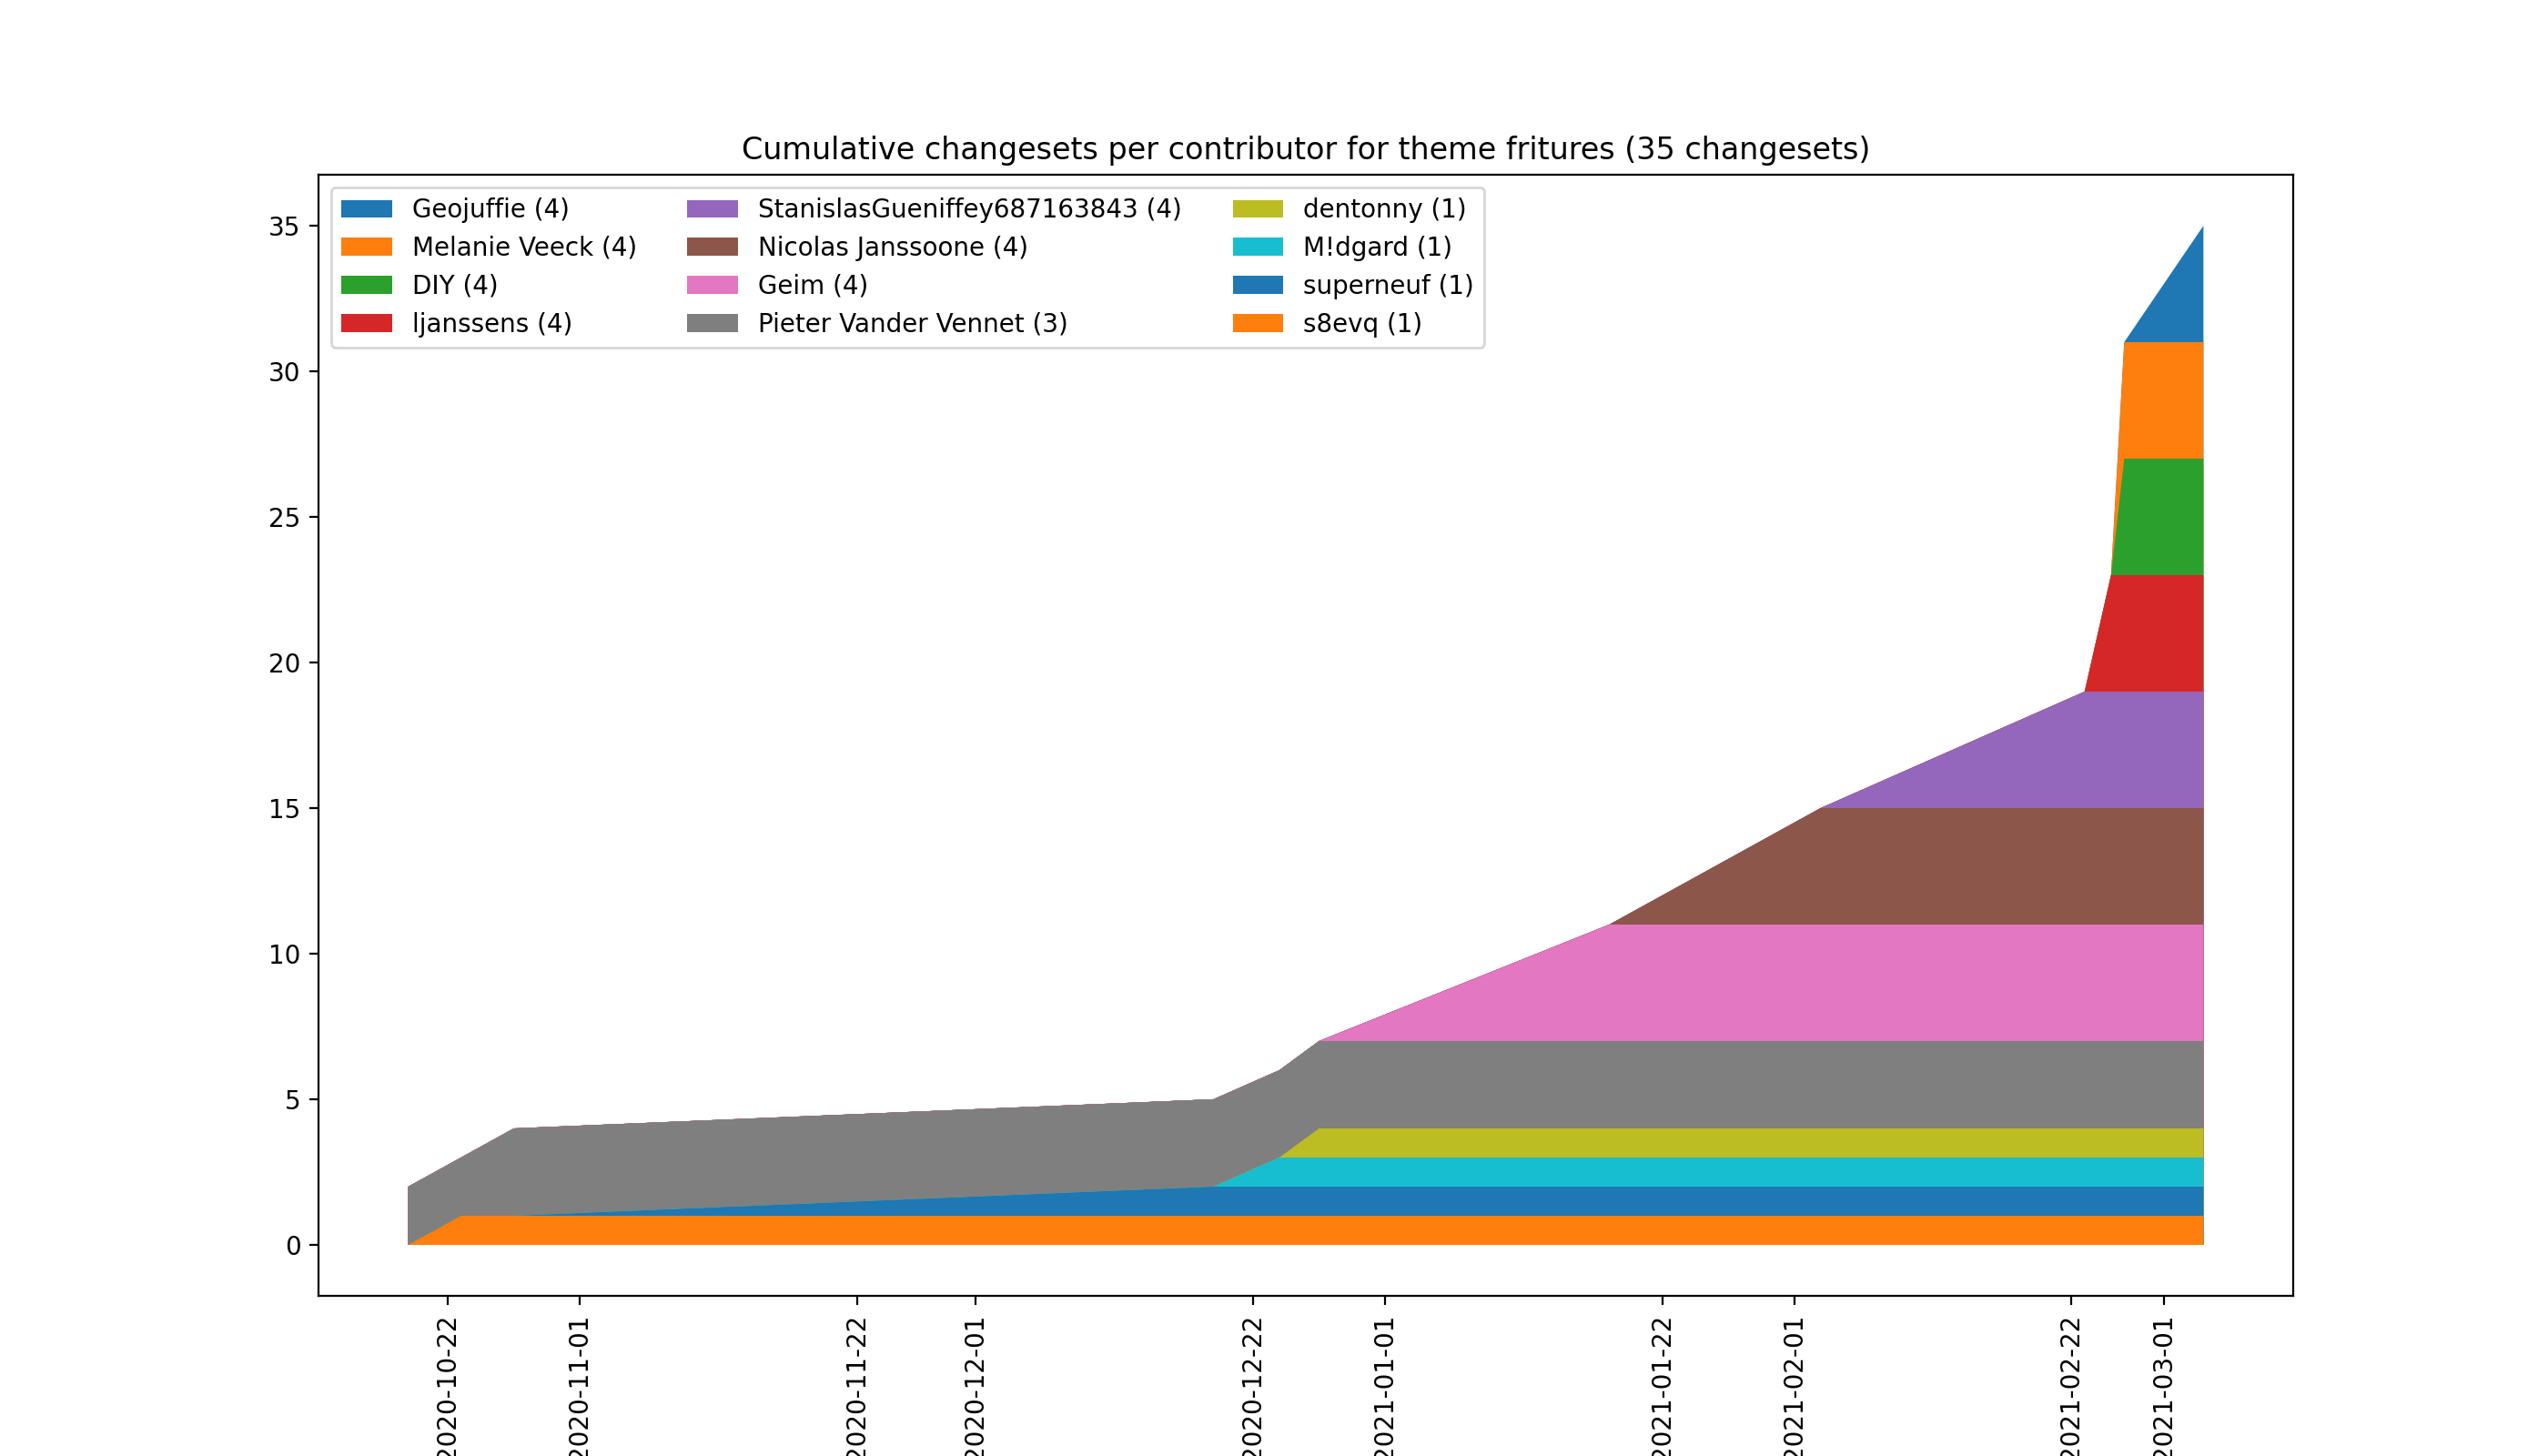 Cumulative changesets per contributor for theme fritures (35 changesets)
Geojuffie (4)
Melanie Veeck (4)
DIY (4)
ljanssens (4)
StanislasGueniffey687163843 (4)
Nicolas Janssoone (4)
Geim (4)
Pieter Vander Vennet (3)
dentonny (1)
M!dgard (1)
superneuf (1)
s8evq (1)
35
30
25
20
15
10
5
0
2020-10-22
2020-11-01
2020-11-22
2020-12-01
2020-12-22
2021-01-01
2021-01-22
2021-02-01
2021-02-22
2021-03-01